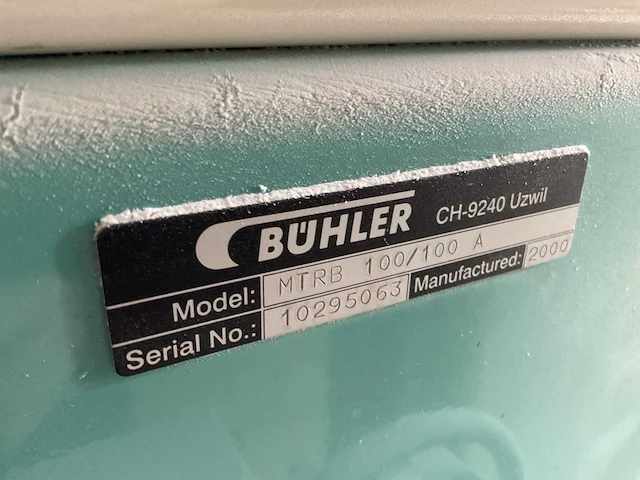 BÜHLER CH-9240 Uzwil
Model: MTRB 100/100 A
Serial No.: 10295063 Manufactured: 2000